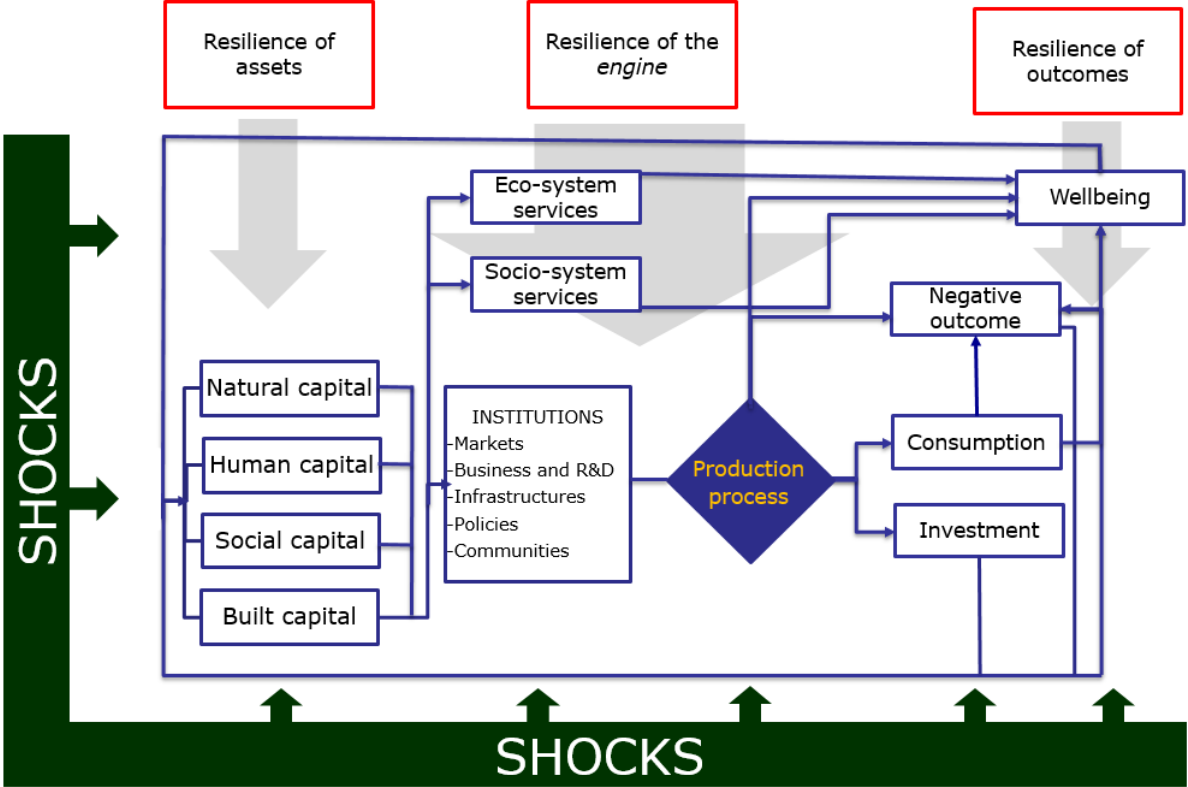 Resilience of
assets
Resilience of the
engine
Resilience of
outcomes
Eco-system
services
Wellbeing
Socio-system
services
Negative
outcome
SHOCKS
Natural capital
Human capital
Social capital
Built capital
INSTITUTIONS
-Markets
-Business and R&D
-Infrastructures
-Policies
-Communities
Production
process
Consumption
Investment
SHOCKS